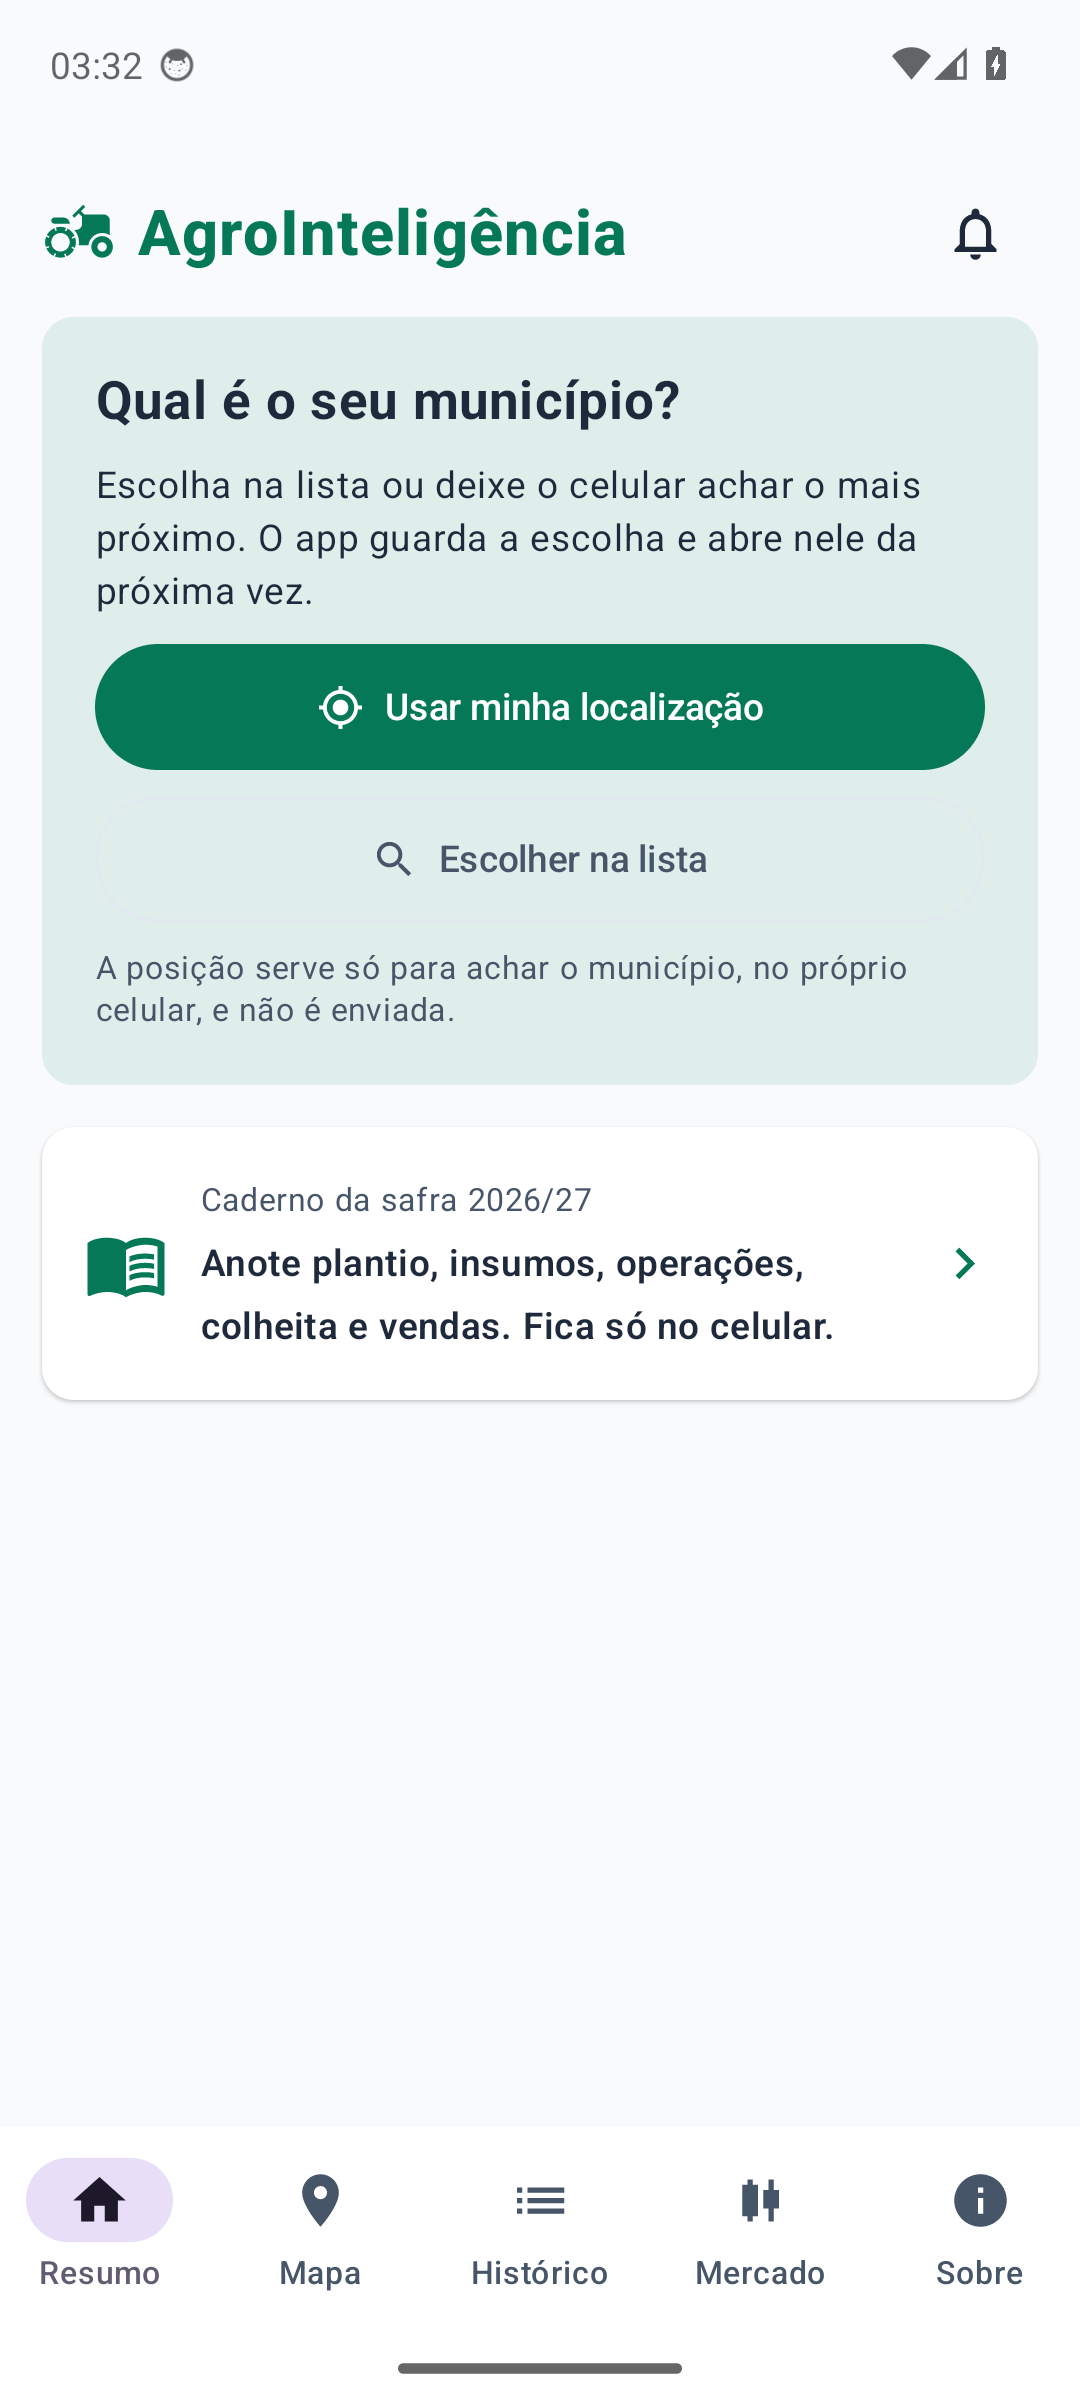 03:32
AgroInteligência
Qual é o seu município?
Escolha na lista ou deixe o celular achar o mais
próximo. O app guarda a escolha e abre nele da
próxima vez.
Usar minha localização
Escolher na lista
A posição serve só para achar o município, no próprio
celular, e não é enviada.
Caderno da safra 2026/27
Anote plantio, insumos, operações,
colheita e vendas. Fica só no celular.
Resumo
Mapa
Histórico
Mercado
Sobre